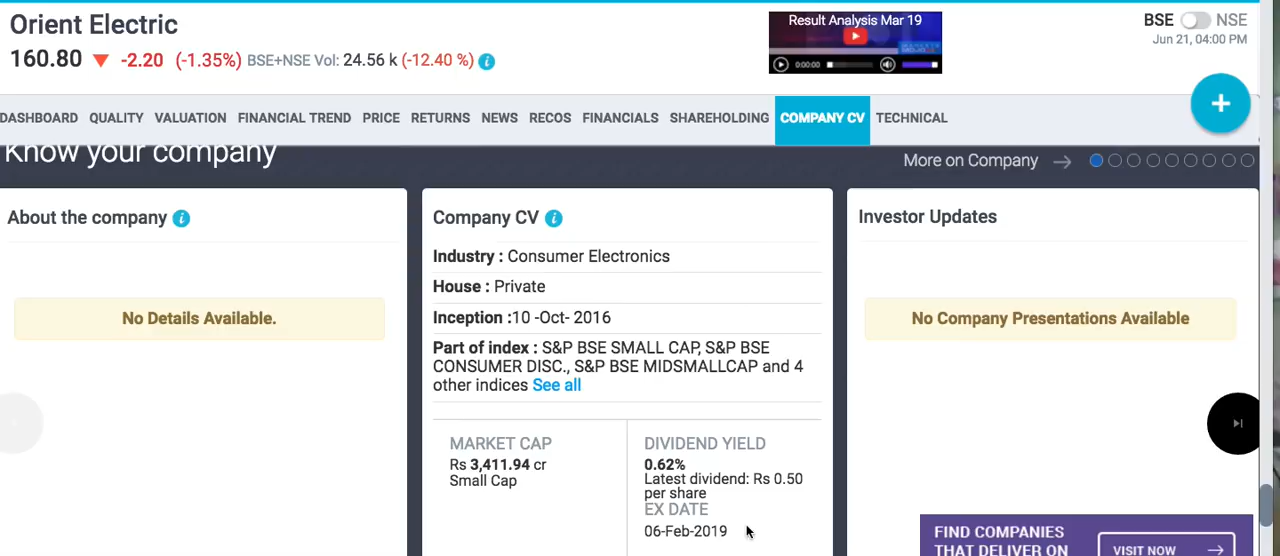 Orient Electric
160.80 ▼ -2.20 (-1.35%) BSE+NSE Vol: 24.56 k (-12.40 %) i
Result Analysis Mar 19
0:00:00
BSE NSE
Jun 21, 04:00 PM
+
DASHBOARD QUALITY VALUATION FINANCIAL TREND PRICE RETURNS NEWS RECOS FINANCIALS SHAREHOLDING COMPANY CV TECHNICAL
Know your company
More on Company →
About the company i
No Details Available.
Company CV i
Industry : Consumer Electronics
House : Private
Inception :10 -Oct- 2016
Part of index : S&P BSE SMALL CAP, S&P BSE
CONSUMER DISC., S&P BSE MIDSMALLCAP and 4
other indices See all
MARKET CAP
Rs 3,411.94 cr
Small Cap
DIVIDEND YIELD
0.62%
Latest dividend: Rs 0.50
per share
EX DATE
06-Feb-2019
Investor Updates
No Company Presentations Available
FIND COMPANIES
THAT DELIVER ON
VISIT NOW →